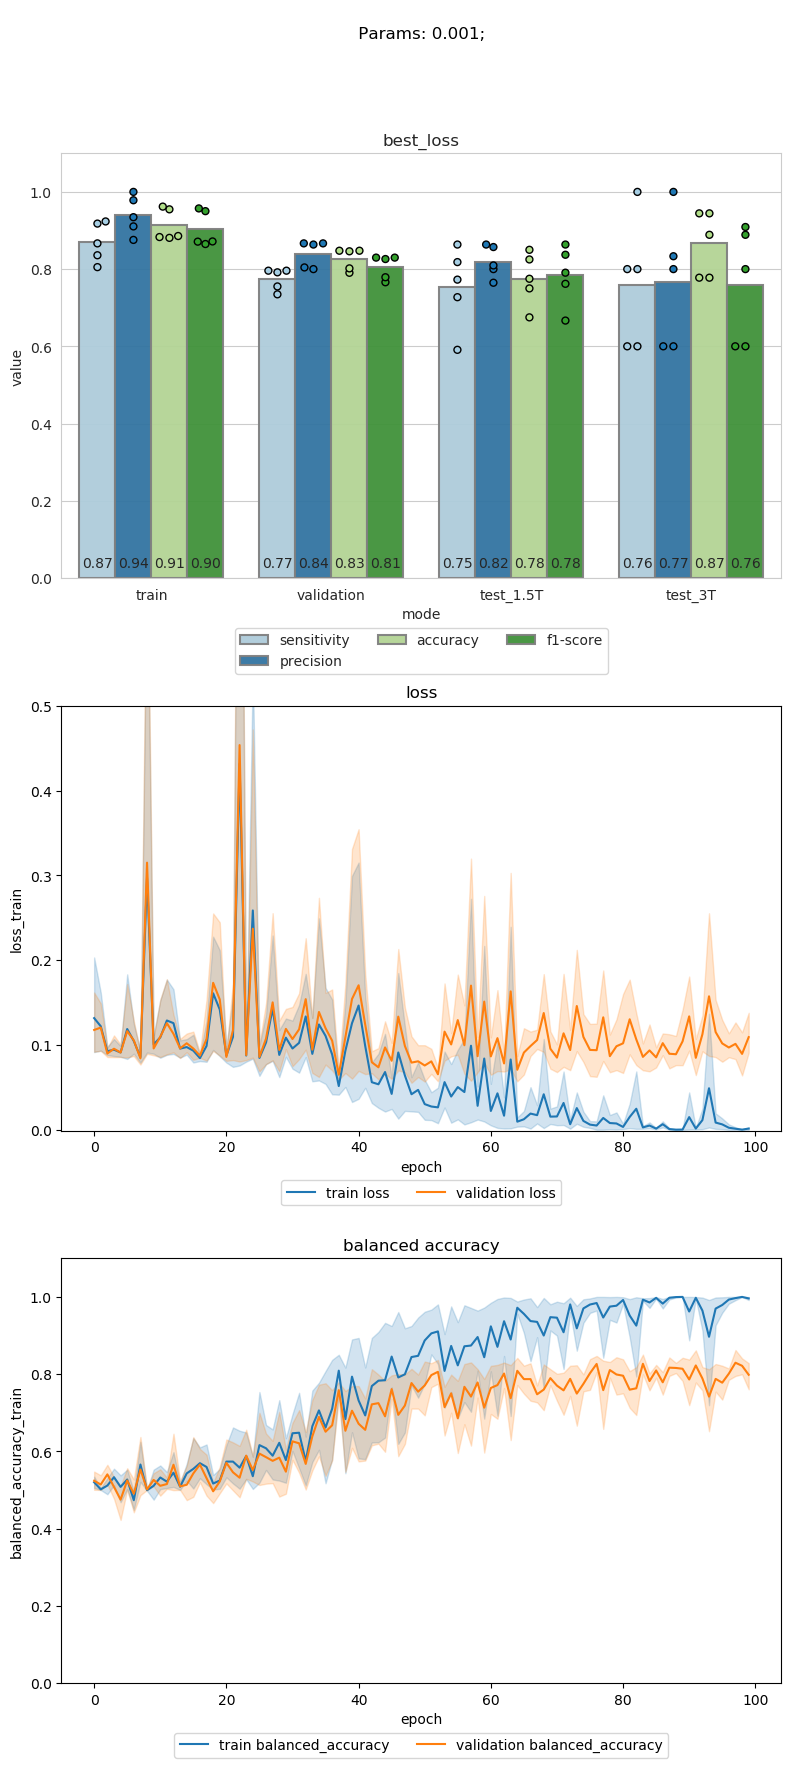 Params: 0.001;
best_loss
1.0
0.8
0.6
0.4
0.2
0.0
value
0.87 0.94 0.91 0.90 0.77 0.84 0.83 0.81 0.75 0.82 0.78 0.78 0.76 0.77 0.87 0.76
train validation test_1.5T test_3T
mode
sensitivity accuracy f1-score
precision
loss
0.5
0.4
0.3
0.2
0.1
0.0
loss_train
0 20 40 60 80 100
epoch
train loss validation loss
balanced accuracy
1.0
0.8
0.6
0.4
0.2
0.0
balanced_accuracy_train
0 20 40 60 80 100
epoch
train balanced_accuracy validation balanced_accuracy